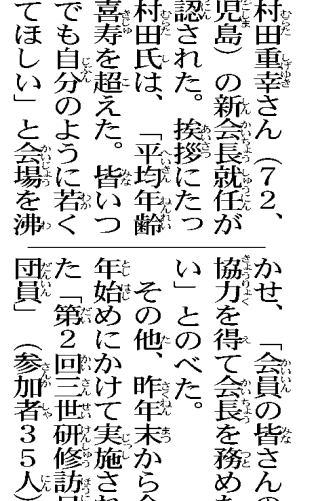 村田重幸さん（72、
児島）の新会長就任が
認された。挨拶にたっ
村田氏は、「平均年齢
喜寿を超えた。皆いつ
でも自分のように若く
てほしい」と会場を沸
かせ、「会員の皆さんの
協力を得て会長を務めた
い」とのべた。
その他、昨年末から
年始めにかけて実施され
た「第2回三世研修訪
団員」（参加者35人）